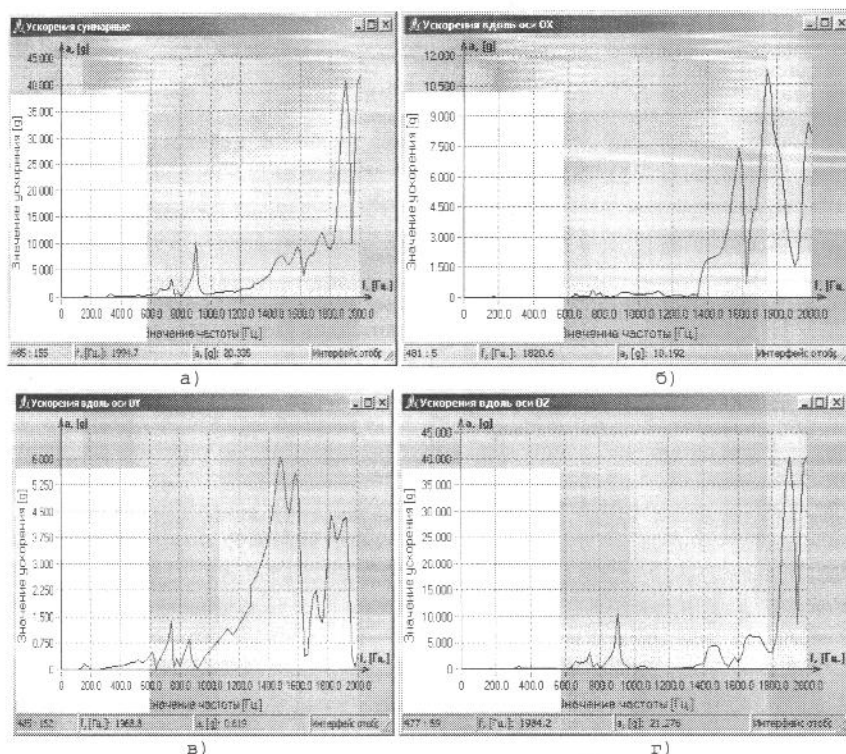 Ускорения суммарные
a, [g]
45.000
40.000
35.000
30.000
25.000
20.000
15.000
10.000
5.000
0
Значение ускорения [g]
0 200.0 400.0 600.0 800.0 1000.0 1200.0 1400.0 1600.0 1800.0 2000.0
f, [Гц.]
Значение частоты [Гц]
f, [Гц.]: 1994.7
a, [g]: 20.335
Интерфейс отобр
а)
Ускорения вдоль оси OX
a, [g]
12.000
10.500
9.000
7.500
6.000
4.500
3.000
1.500
0
Значение ускорения [g]
0 200.0 400.0 600.0 800.0 1000.0 1200.0 1400.0 1600.0 1800.0 2000.0
f, [Гц.]
Значение частоты [Гц]
481 : 5
f, [Гц.]: 1820.6
a, [g]: 10.192
Интерфейс отобр
б)
Ускорения вдоль оси OY
a, [g]
6.000
5.250
4.500
3.750
3.000
2.250
1.500
0.750
0
Значение ускорения [g]
0 200.0 400.0 600.0 800.0 1000.0 1200.0 1400.0 1600.0 1800.0 2000.0
f, [Гц.]
Значение частоты [Гц]
f, [Гц.]: 1968.8
a, [g]: 0.619
Интерфейс отобр
в)
Ускорения вдоль оси OZ
a, [g]
45.000
40.000
35.000
30.000
25.000
20.000
15.000
10.000
5.000
0
Значение ускорения [g]
0 200.0 400.0 600.0 800.0 1000.0 1200.0 1400.0 1600.0 1800.0 2000.0
f, [Гц.]
Значение частоты [Гц]
477 : 59
f, [Гц.]: 1984.2
a, [g]: 21.276
Интерфейс отобр
г)